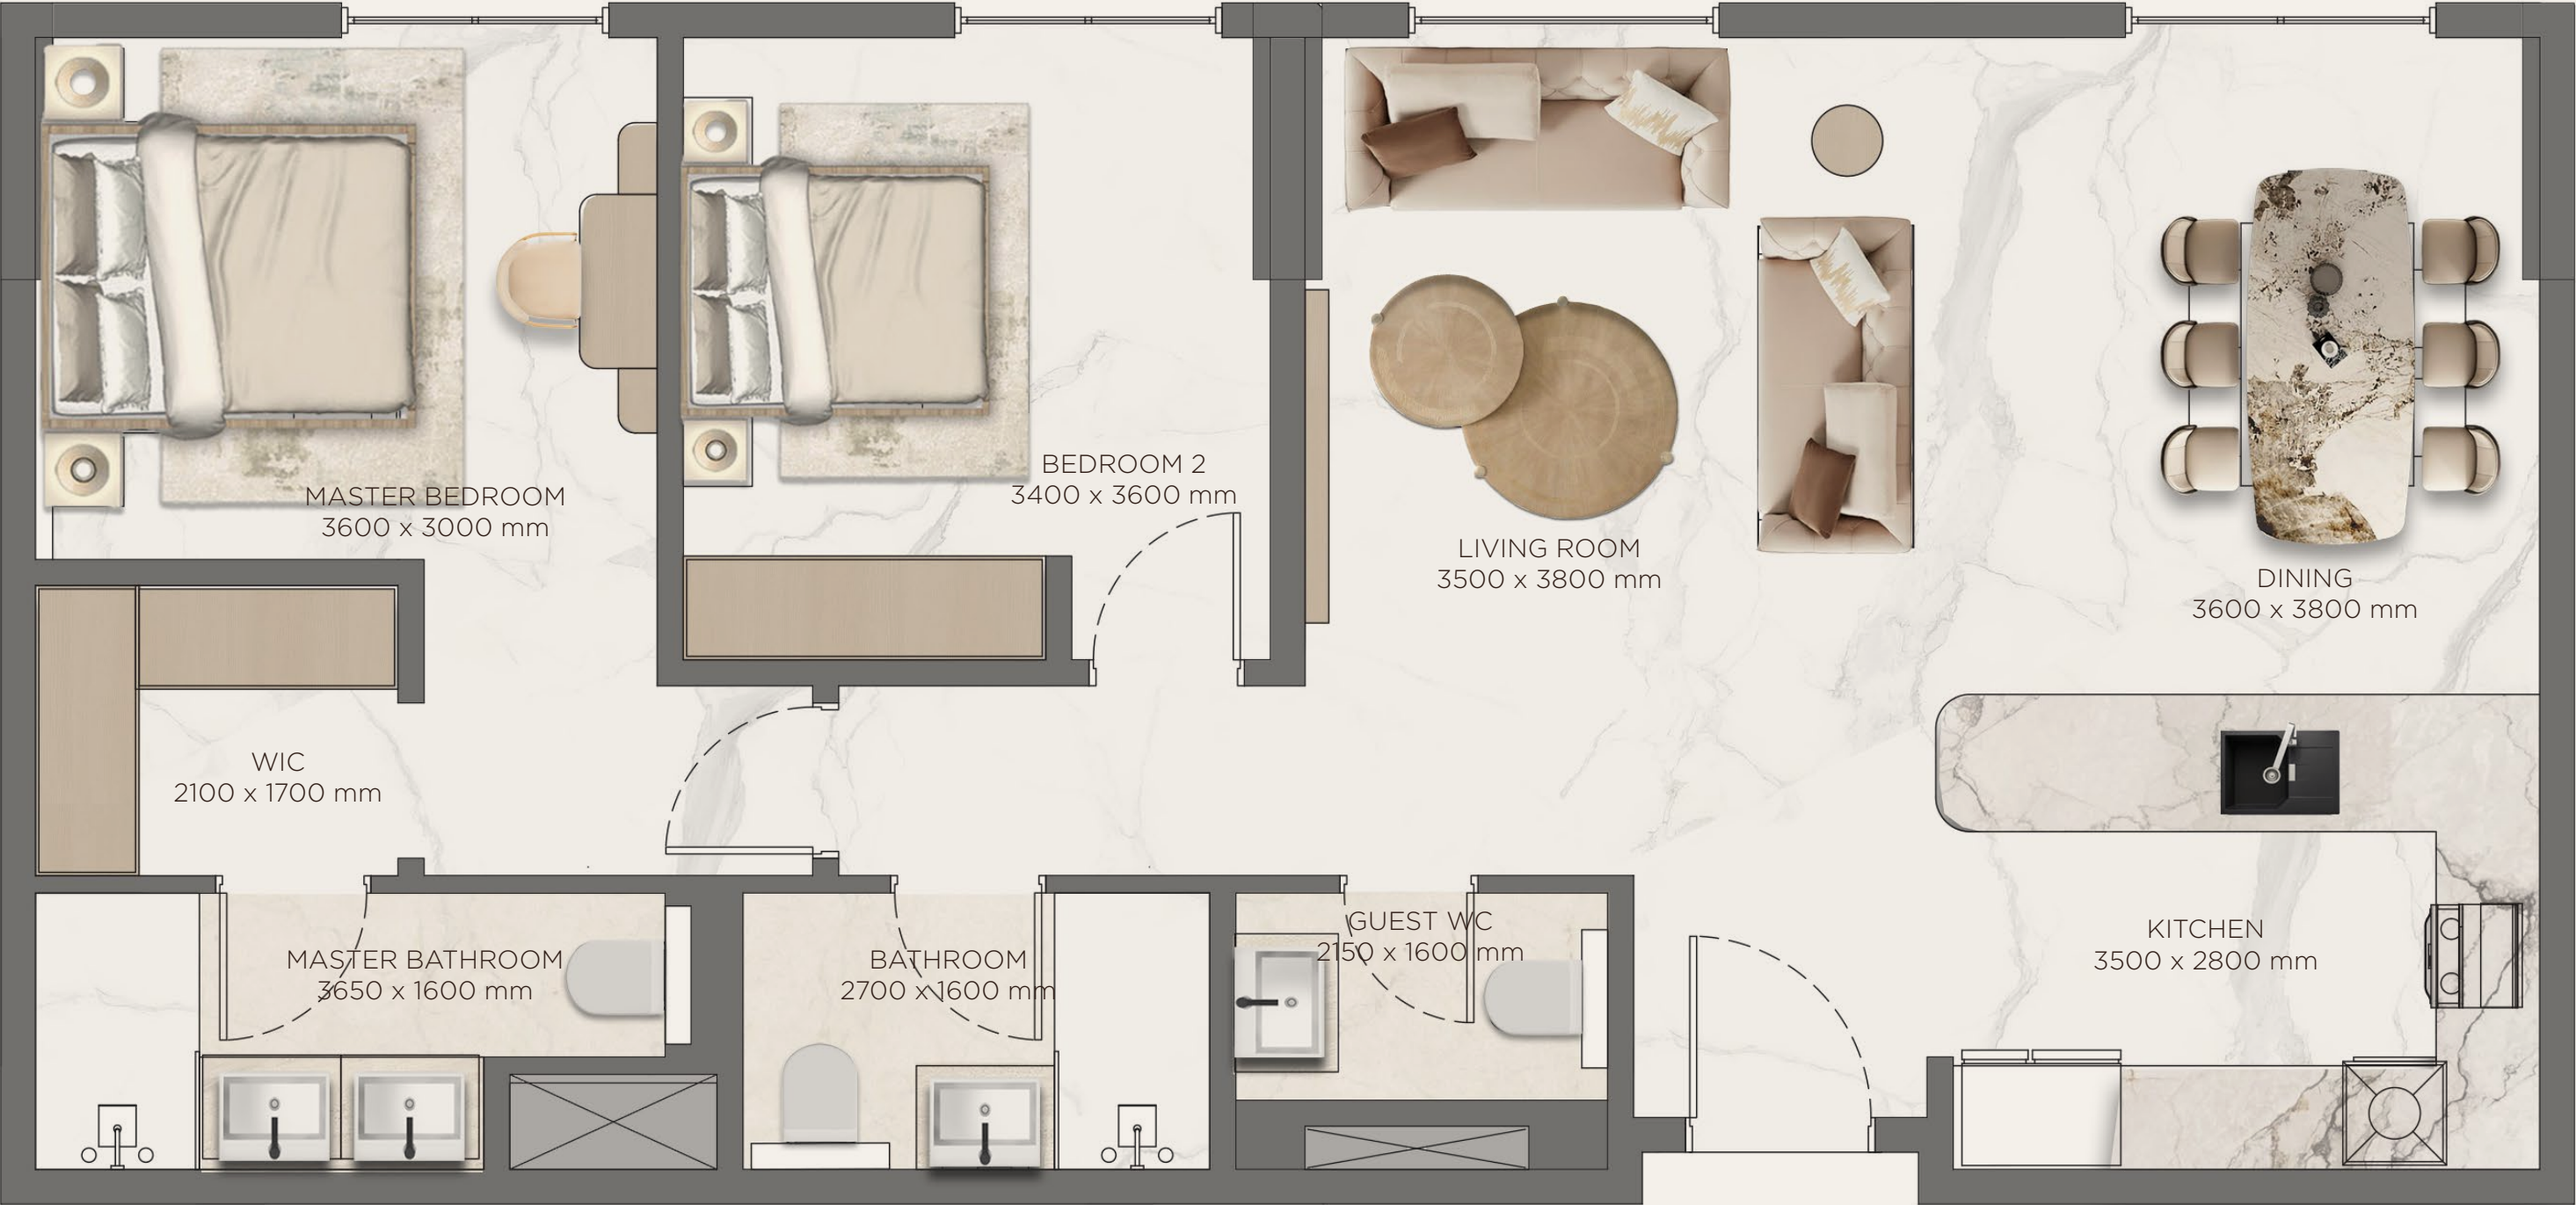 MASTER BEDROOM
3600 x 3000 mm
BEDROOM 2
3400 x 3600 mm
LIVING ROOM
3500 x 3800 mm
DINING
3600 x 3800 mm
WIC
2100 x 1700 mm
MASTER BATHROOM
3650 x 1600 mm
BATHROOM
2700 x 1600 mm
GUEST WC
2150 x 1600 mm
KITCHEN
3500 x 2800 mm